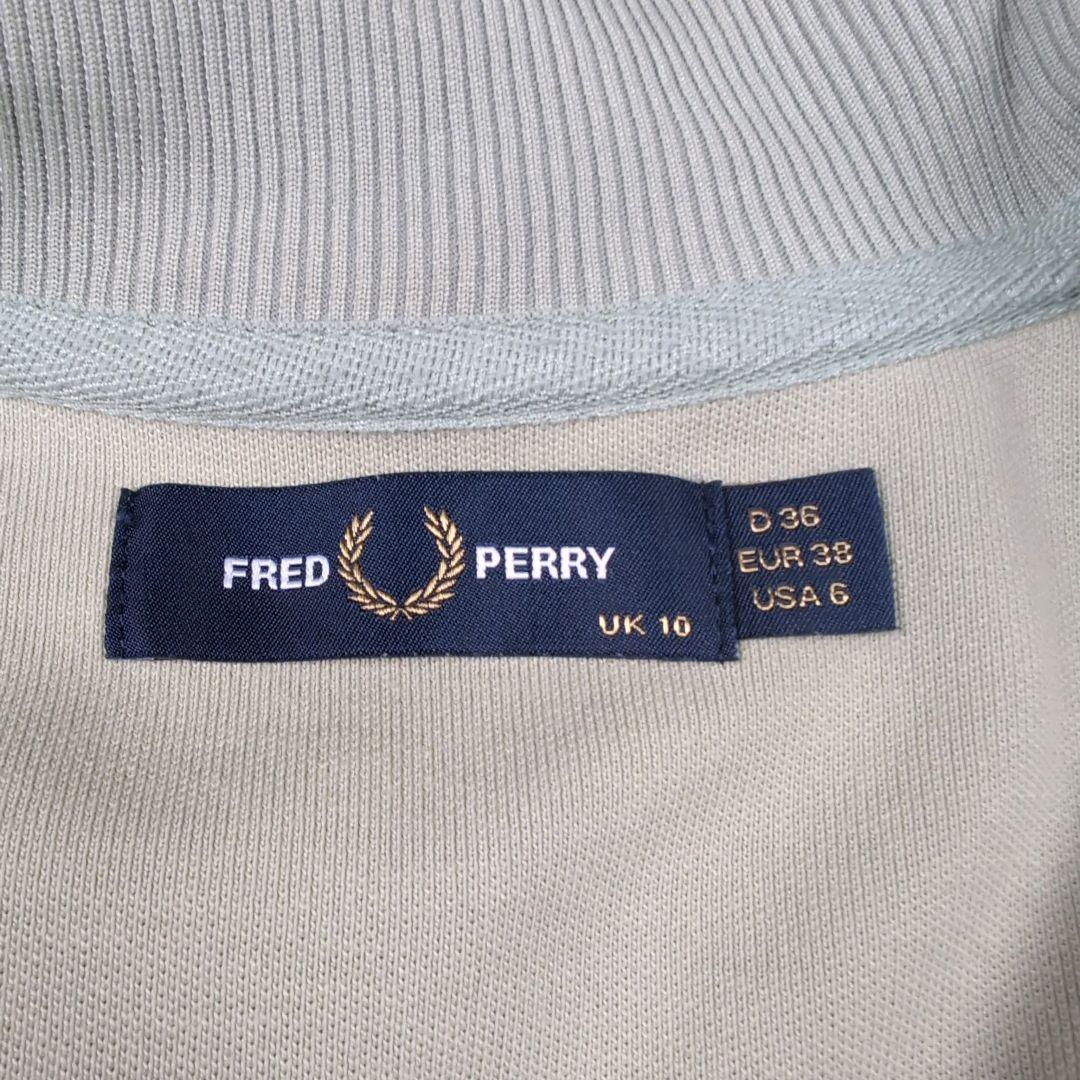 FRED PERRY
UK 10
D 36
EUR 38
USA 6